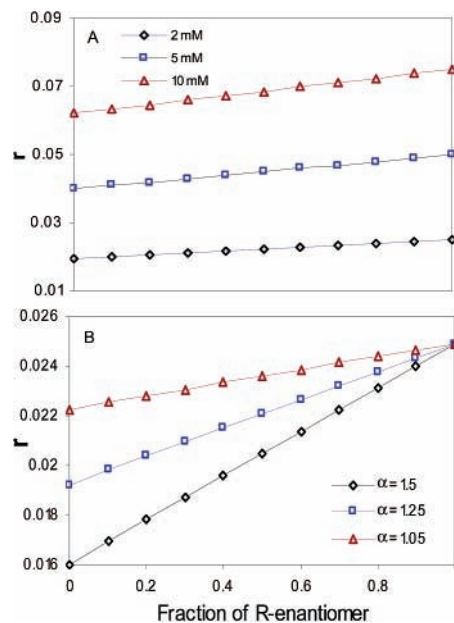 A
2 mM
5 mM
10 mM
0.09
0.07
0.05
0.03
0.01
r
B
0.026
0.024
0.022
0.02
0.018
0.016
r
α = 1.5
α = 1.25
α = 1.05
0 0.2 0.4 0.6 0.8
Fraction of R-enantiomer